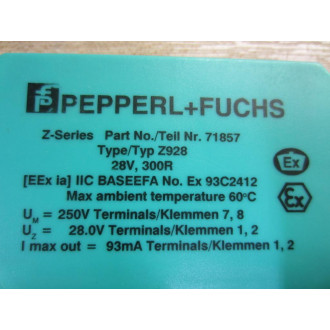 PEPPERL+FUCHS
Z-Series Part No./Teil Nr. 71857
Type/Typ Z928
28V, 300R
[EEx ia] IIC BASEEFA No. Ex 93C2412
Max ambient temperature 60°C
UM = 250V Terminals/Klemmen 7, 8
UZ = 28.0V Terminals/Klemmen 1, 2
I max out = 93mA Terminals/Klemmen 1, 2
Ex
Ex